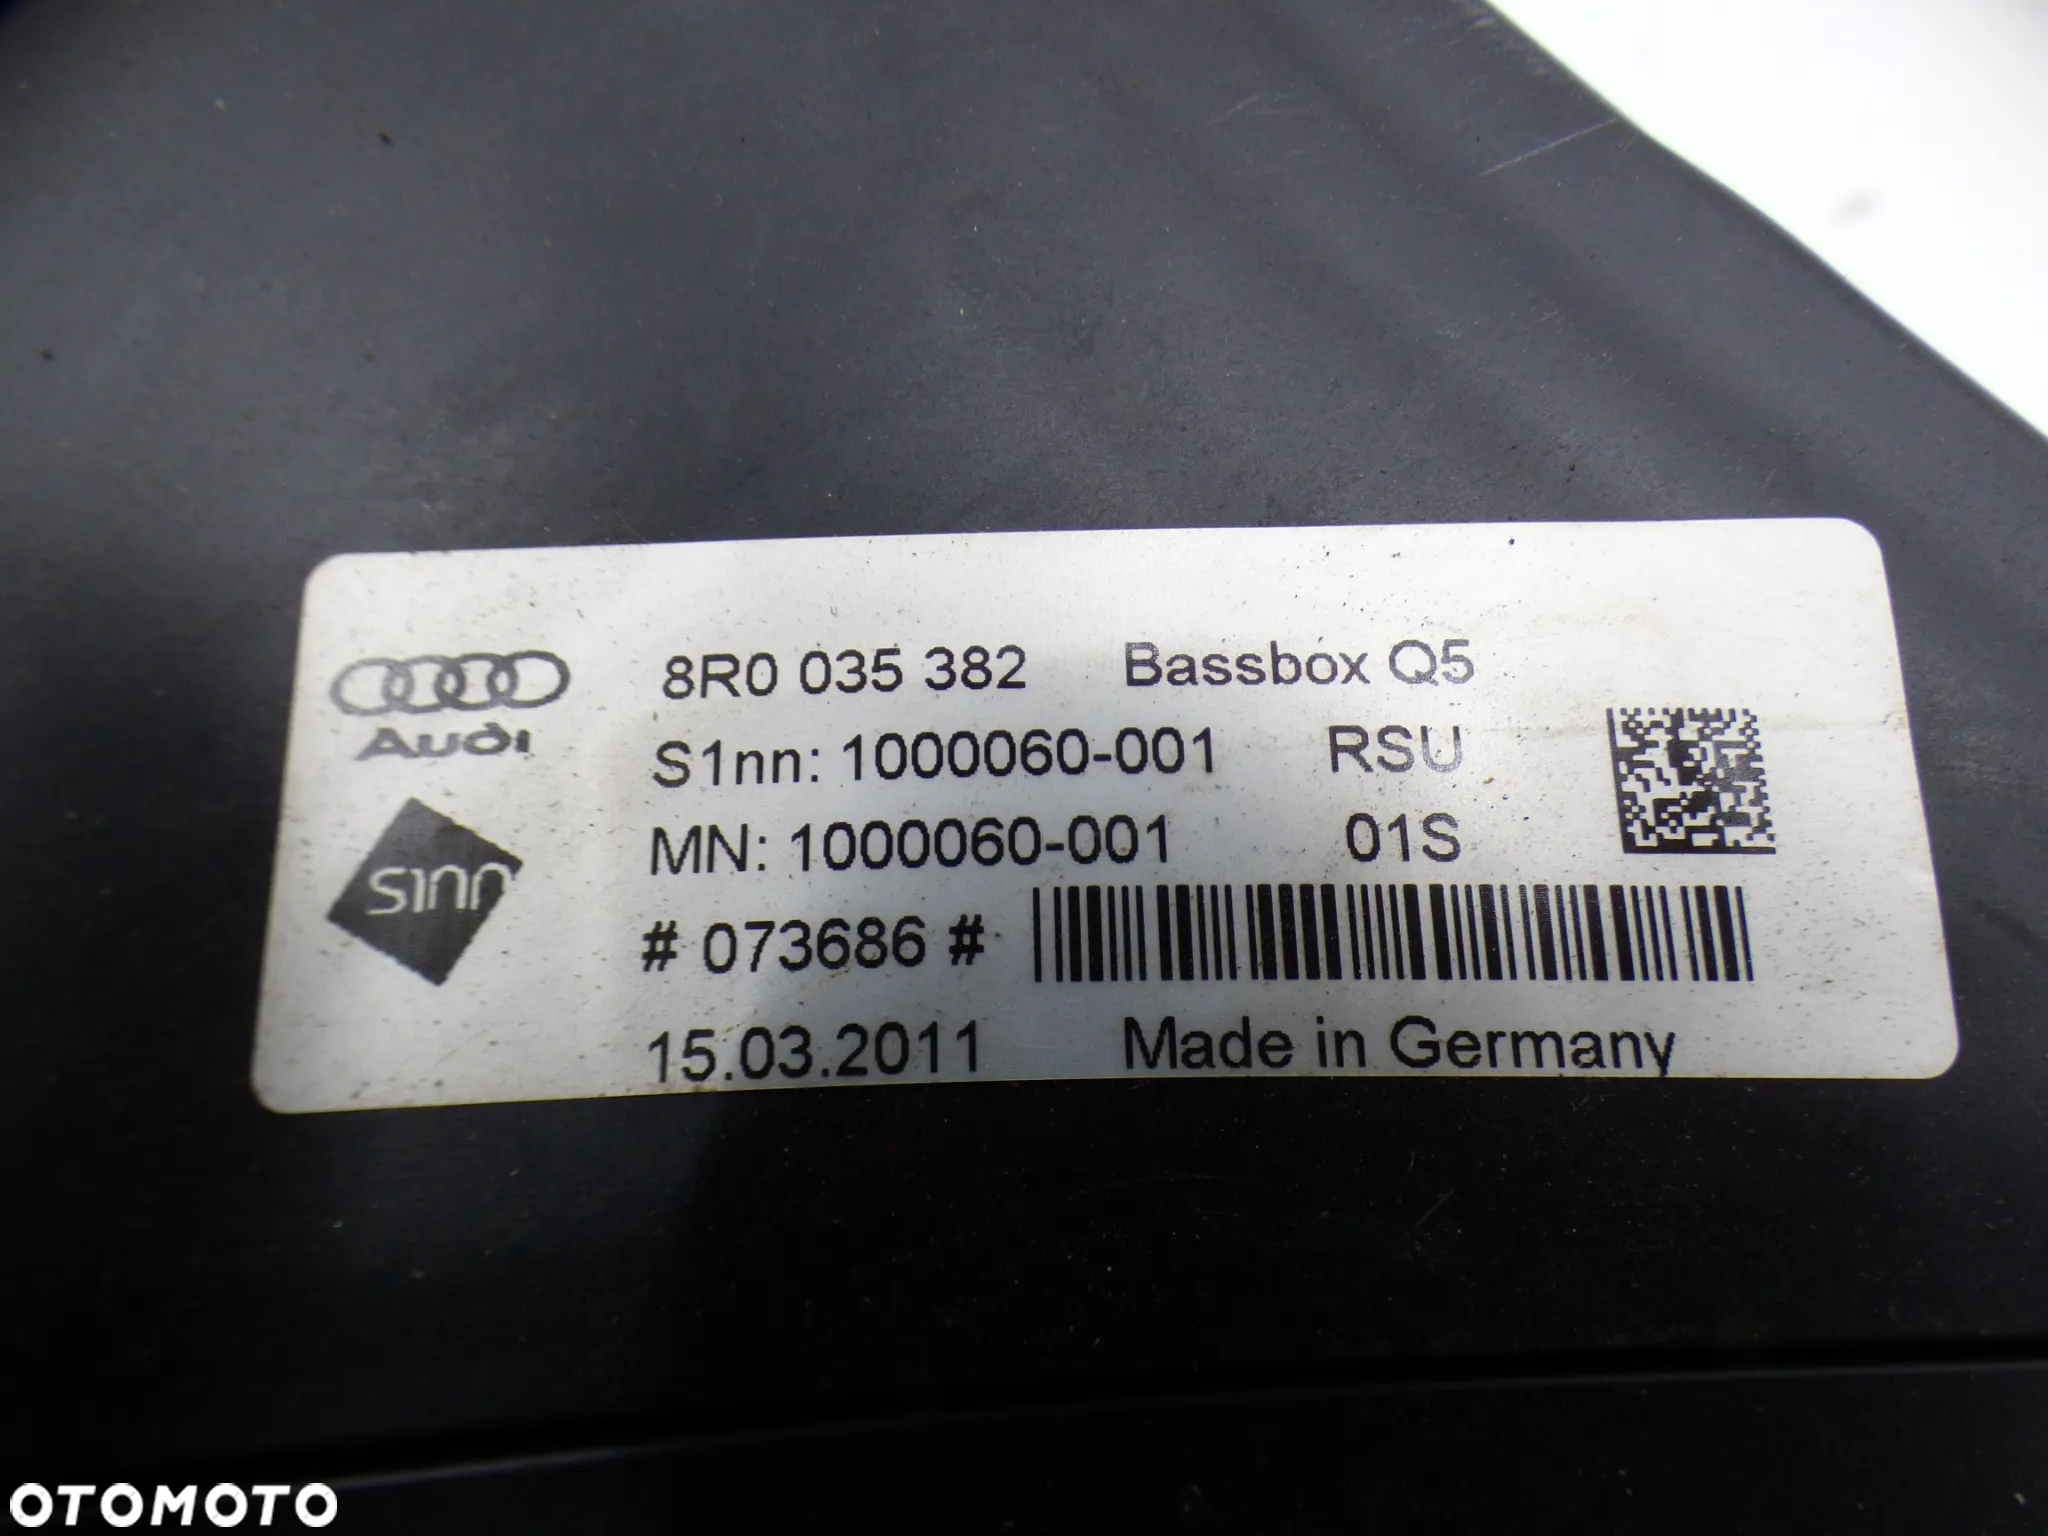 Audi
8R0 035 382 Bassbox Q5
S1nn: 1000060-001 RSU
MN: 1000060-001 01S
S1nn
# 073686 #
15.03.2011 Made in Germany
OTOMOTO